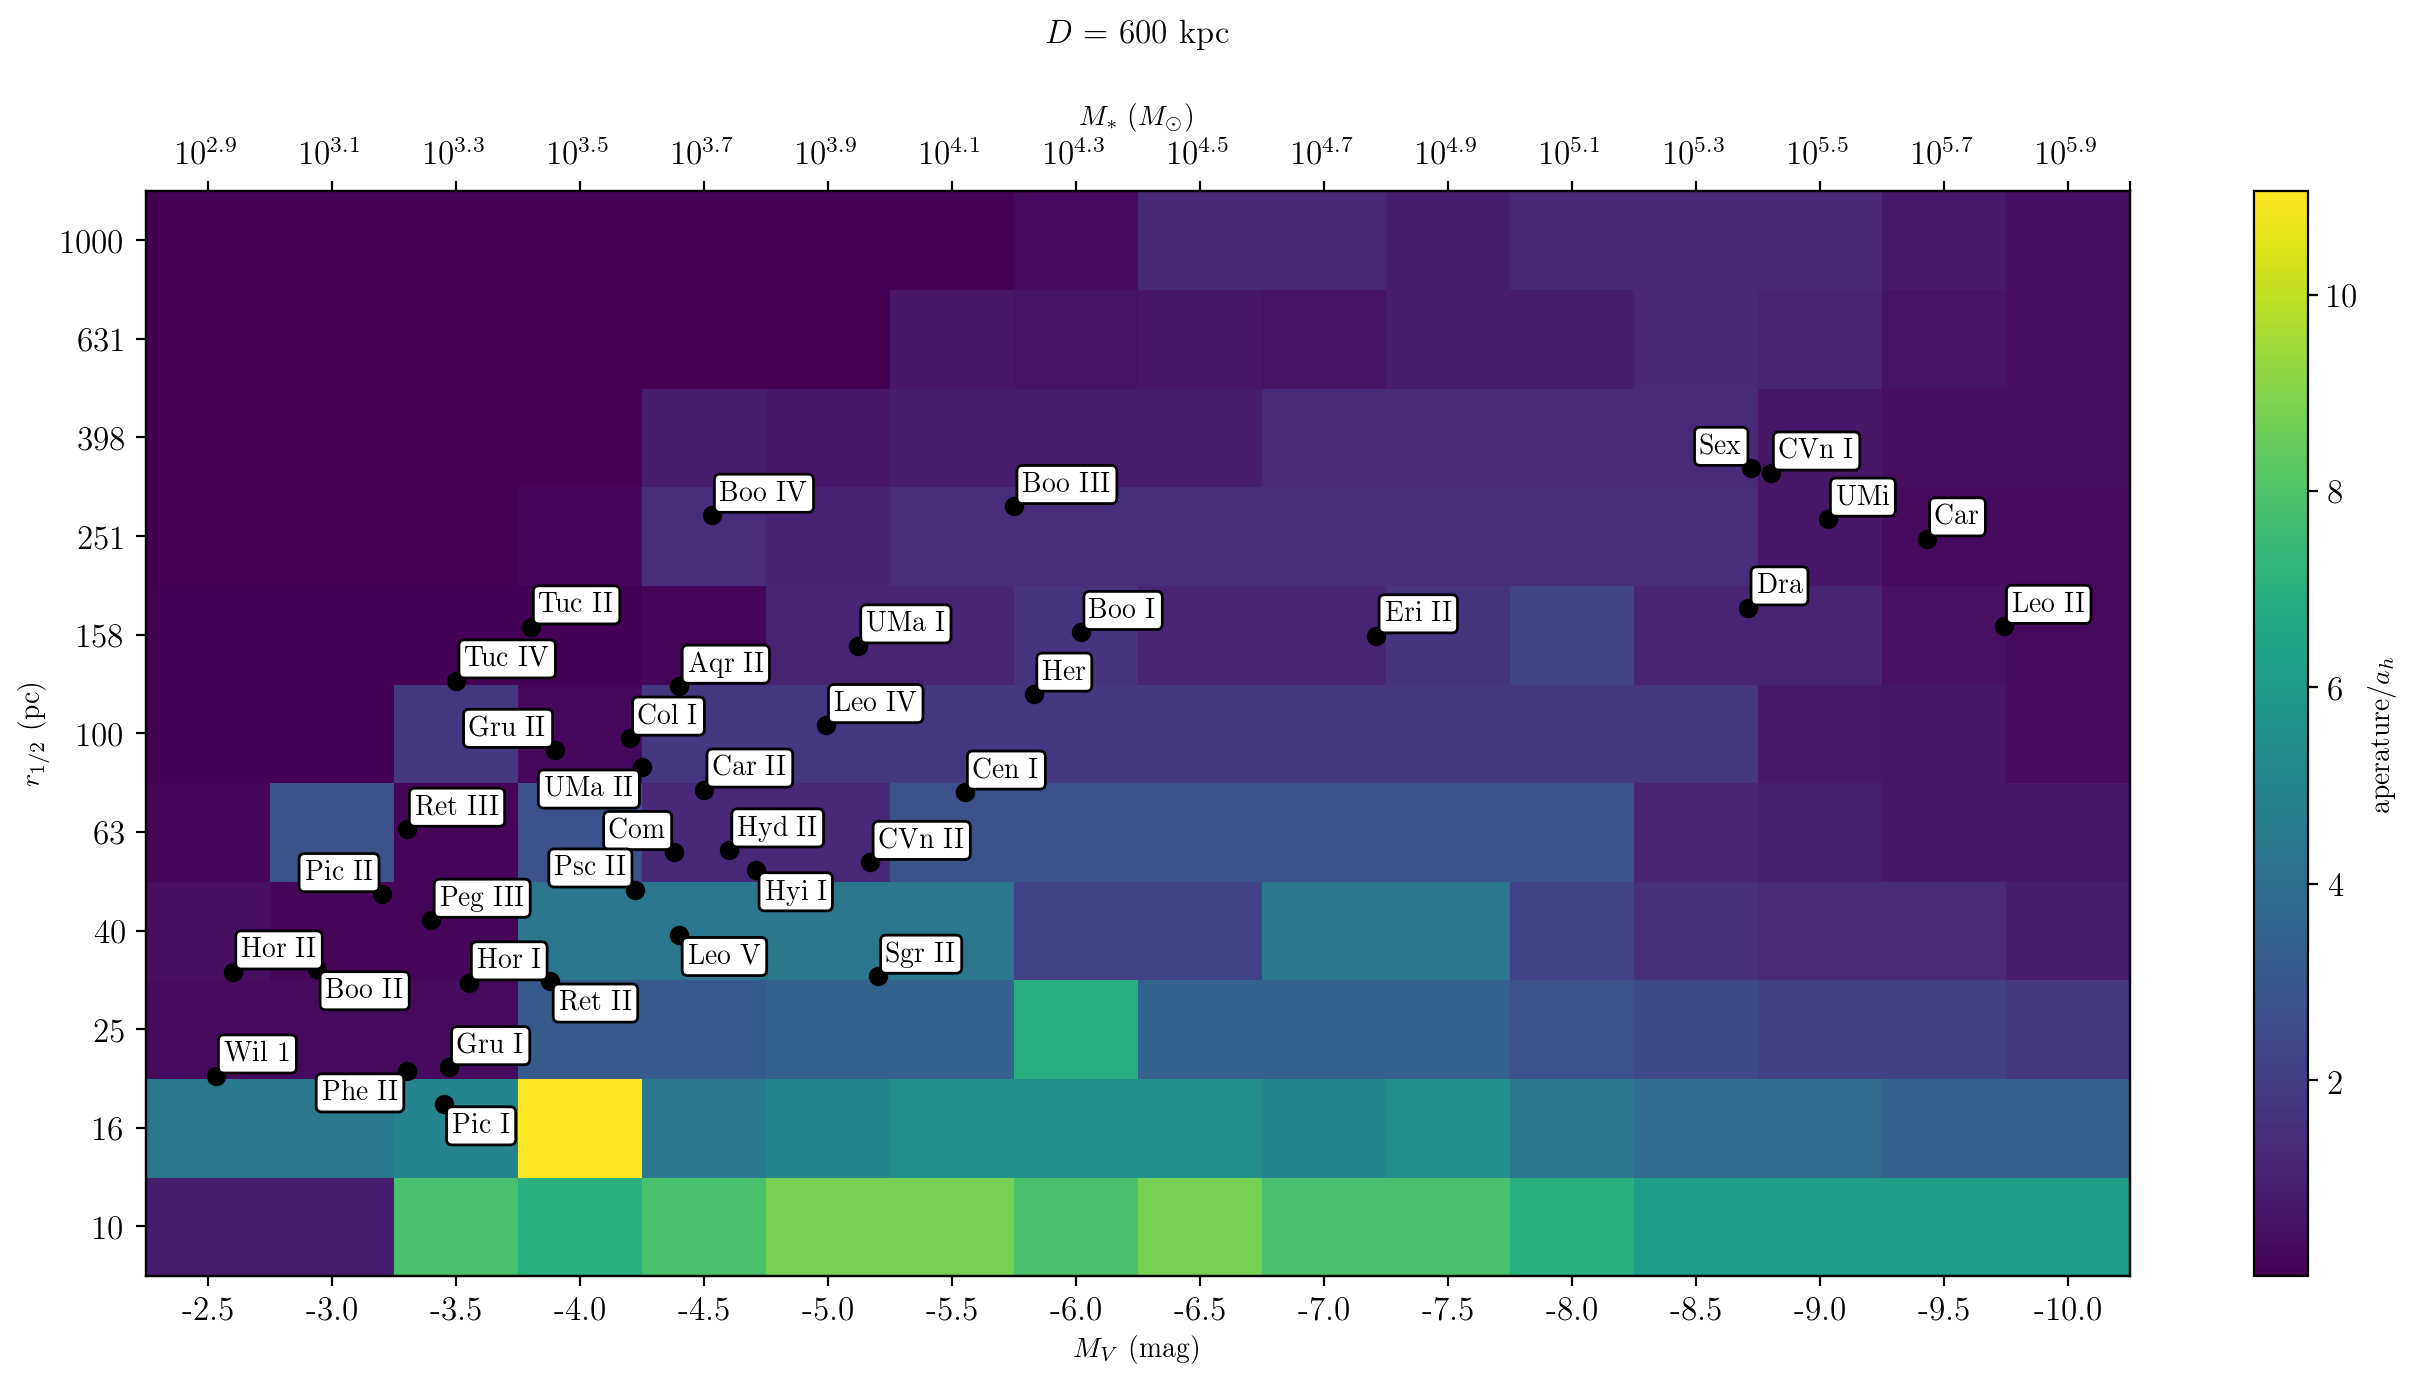 D = 600 kpc
M* (M⊙)
10^2.9 10^3.1 10^3.3 10^3.5 10^3.7 10^3.9 10^4.1 10^4.3 10^4.5 10^4.7 10^4.9 10^5.1 10^5.3 10^5.5 10^5.7 10^5.9
1000
631
398
251
158
100
63
40
25
16
10
r1/2 (pc)
Sex
CVn I
Boo IV
Boo III
UMi
Car
Tuc II
UMa I
Boo I
Eri II
Dra
Leo II
Tuc IV
Aqr II
Her
Gru II
Col I
Leo IV
UMa II
Car II
Cen I
Ret III
Com
Hyd II
CVn II
Pic II
Psc II
Peg III
Hyi I
Hor II
Hor I
Leo V
Sgr II
Boo II
Ret II
Wil 1
Gru I
Phe II
Pic I
-2.5 -3.0 -3.5 -4.0 -4.5 -5.0 -5.5 -6.0 -6.5 -7.0 -7.5 -8.0 -8.5 -9.0 -9.5 -10.0
M_V (mag)
10
8
6
4
2
aperature/a_h